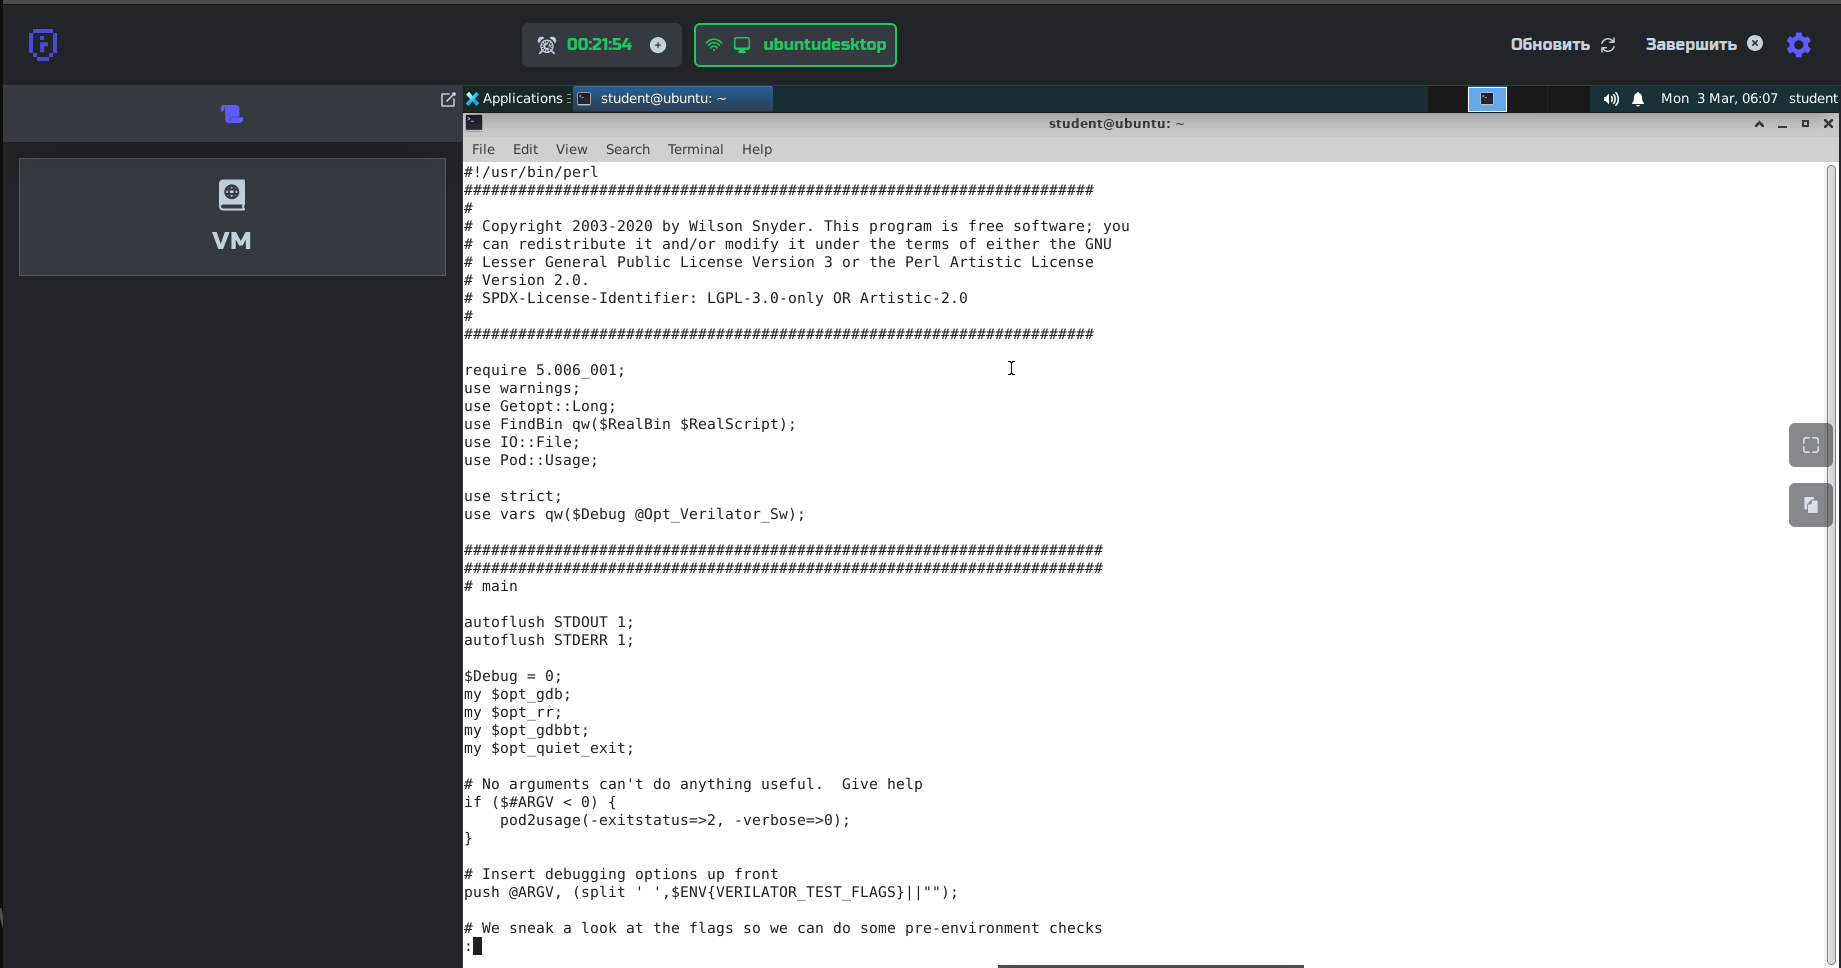 00:21:54
ubuntudesktop
Обновить
Завершить
Applications
student@ubuntu: ~
Mon 3 Mar, 06:07 student
VM
student@ubuntu: ~
File Edit View Search Terminal Help
#!/usr/bin/perl
######################################################################
#
# Copyright 2003-2020 by Wilson Snyder. This program is free software; you
# can redistribute it and/or modify it under the terms of either the GNU
# Lesser General Public License Version 3 or the Perl Artistic License
# Version 2.0.
# SPDX-License-Identifier: LGPL-3.0-only OR Artistic-2.0
#
######################################################################
require 5.006_001;
use warnings;
use Getopt::Long;
use FindBin qw($RealBin $RealScript);
use IO::File;
use Pod::Usage;
use strict;
use vars qw($Debug @Opt_Verilator_Sw);
#######################################################################
#######################################################################
# main
autoflush STDOUT 1;
autoflush STDERR 1;
$Debug = 0;
my $opt_gdb;
my $opt_rr;
my $opt_gdbbt;
my $opt_quiet_exit;
# No arguments can't do anything useful.  Give help
if ($#ARGV < 0) {
    pod2usage(-exitstatus=>2, -verbose=>0);
}
# Insert debugging options up front
push @ARGV, (split ' ',$ENV{VERILATOR_TEST_FLAGS}||"");
# We sneak a look at the flags so we can do some pre-environment checks
: